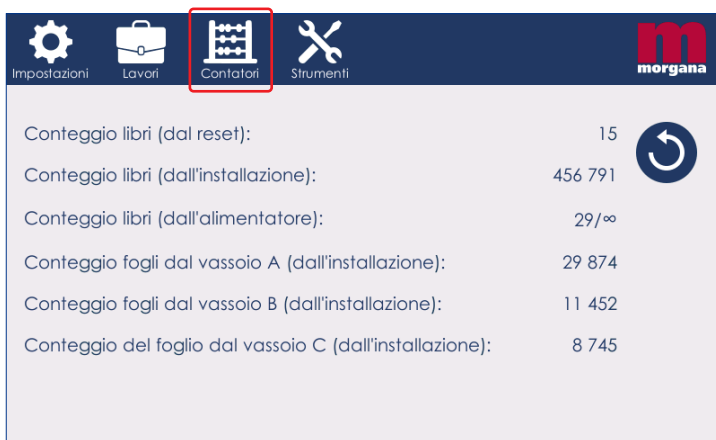 Impostazioni Lavori Contatori Strumenti
morgana
Conteggio libri (dal reset): 15
Conteggio libri (dall'installazione): 456 791
Conteggio libri (dall'alimentatore): 29/∞
Conteggio fogli dal vassoio A (dall'installazione): 29 874
Conteggio fogli dal vassoio B (dall'installazione): 11 452
Conteggio del foglio dal vassoio C (dall'installazione): 8 745